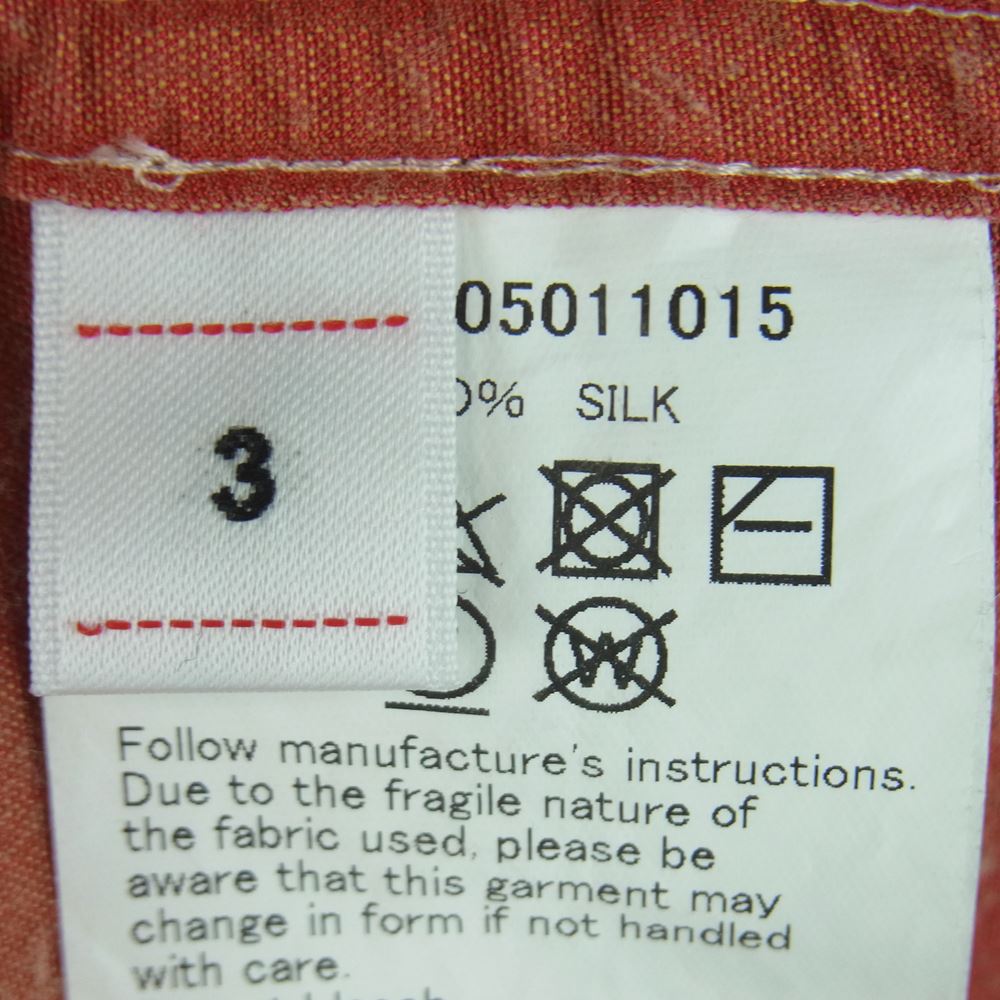 05011015
% SILK
3
W
Follow manufacture's instructions.
Due to the fragile nature of
the fabric used, please be
aware that this garment may
change in form if not handled
with care.